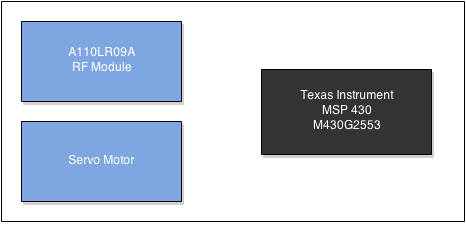 A110LR09A
RF Module
Servo Motor
Texas Instrument
MSP 430
M430G2553